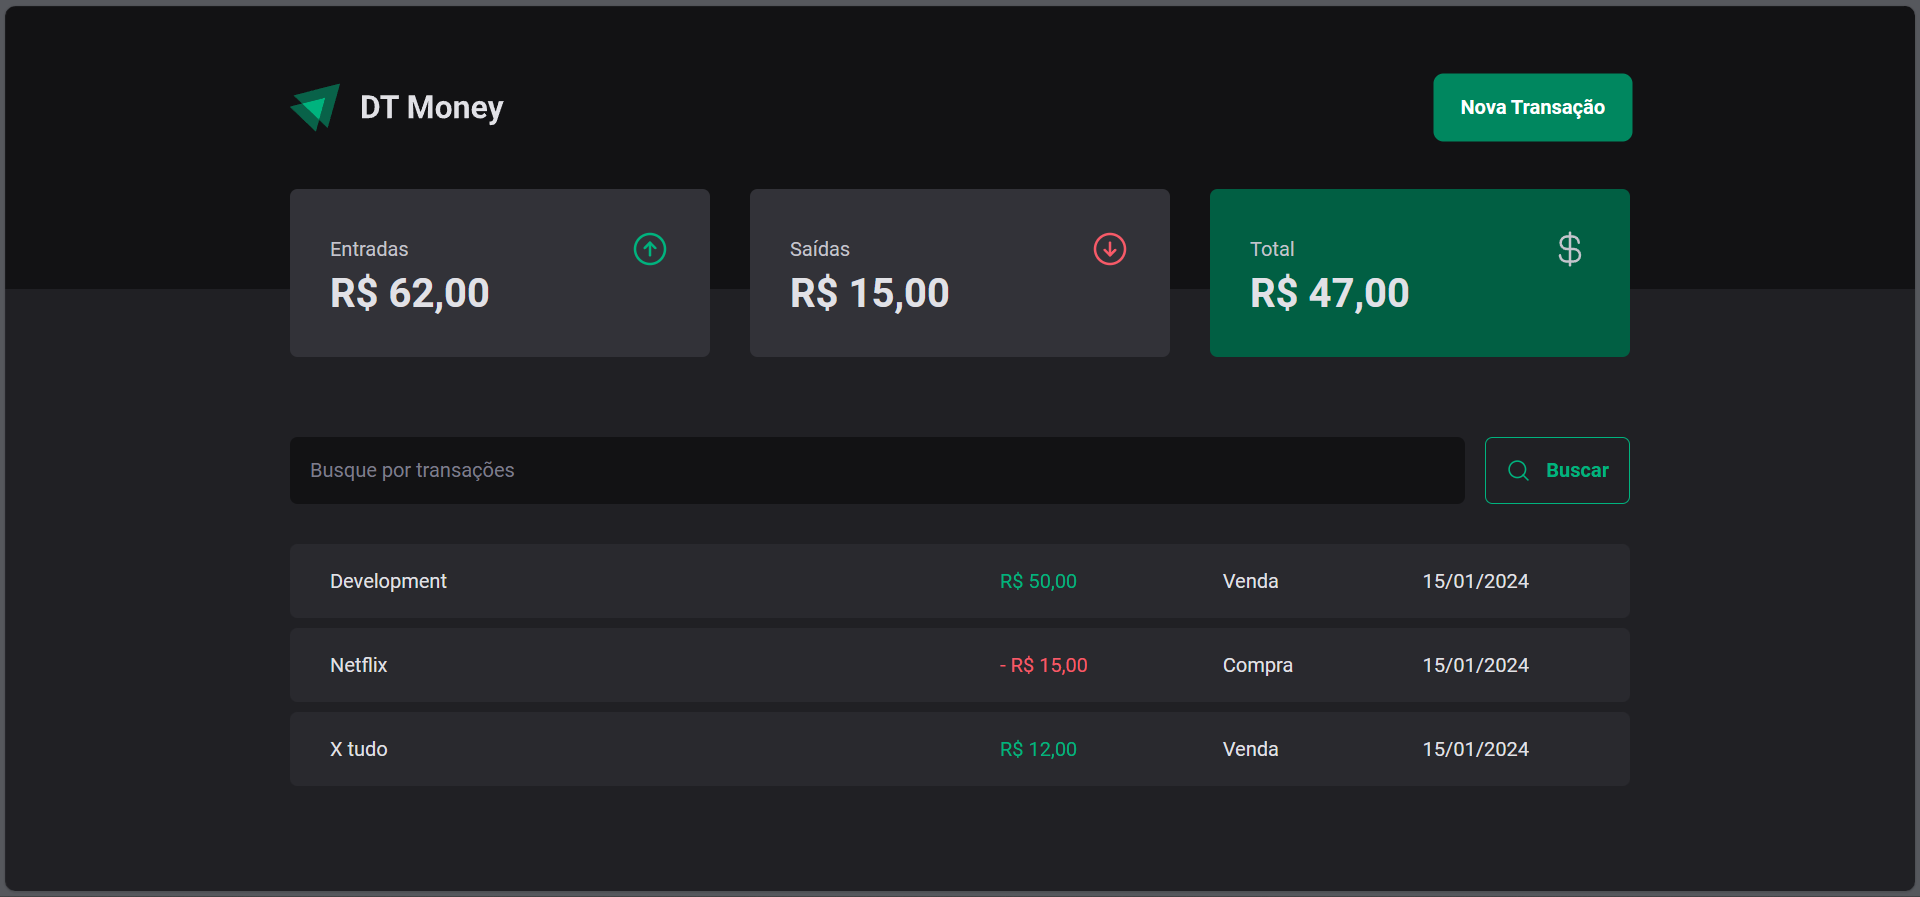 DT Money
Nova Transação
Entradas
R$ 62,00
Saídas
R$ 15,00
Total
$
R$ 47,00
Busque por transações
Buscar
Development R$ 50,00 Venda 15/01/2024
Netflix - R$ 15,00 Compra 15/01/2024
X tudo R$ 12,00 Venda 15/01/2024